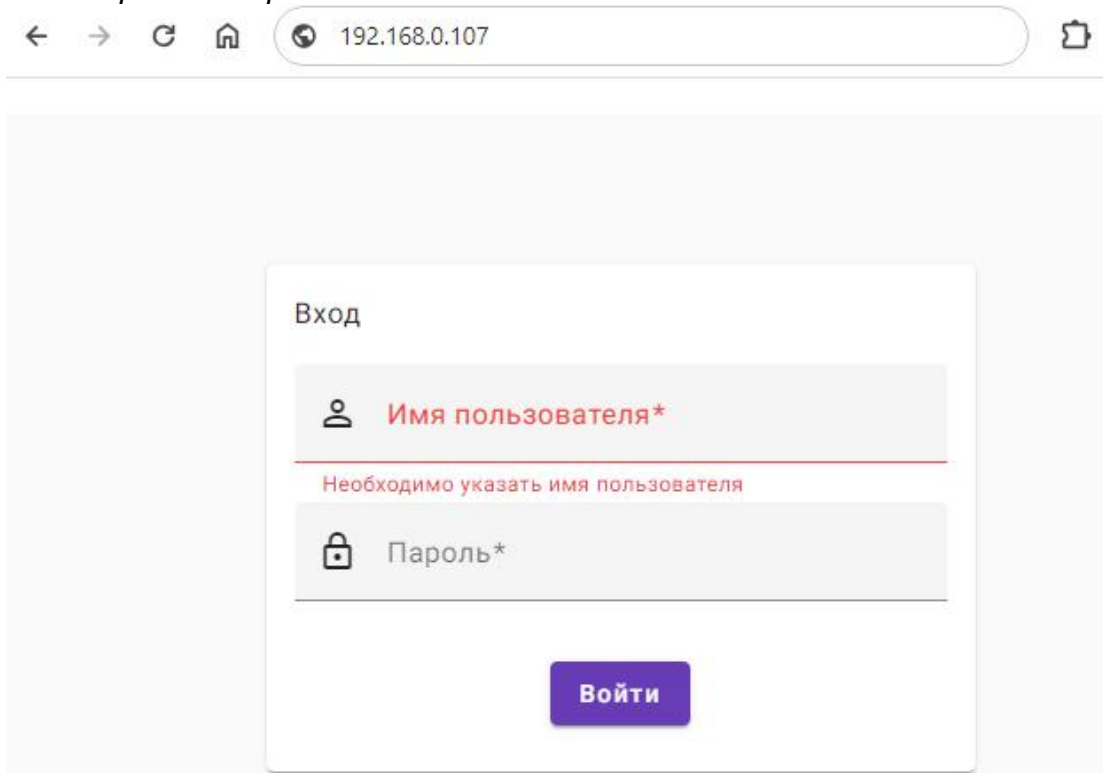 192.168.0.107
Вход
Имя пользователя*
Необходимо указать имя пользователя
Пароль*
Войти